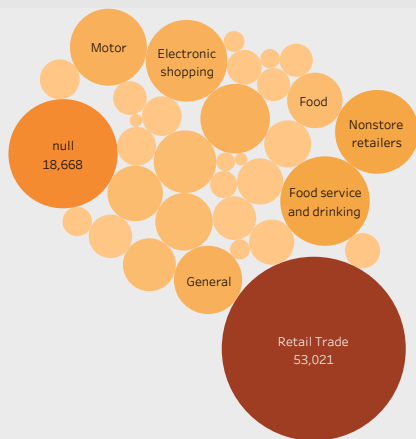 Motor
Electronic
shopping
Food
Nonstore
retailers
null
18,668
Food service
and drinking
General
Retail Trade
53,021